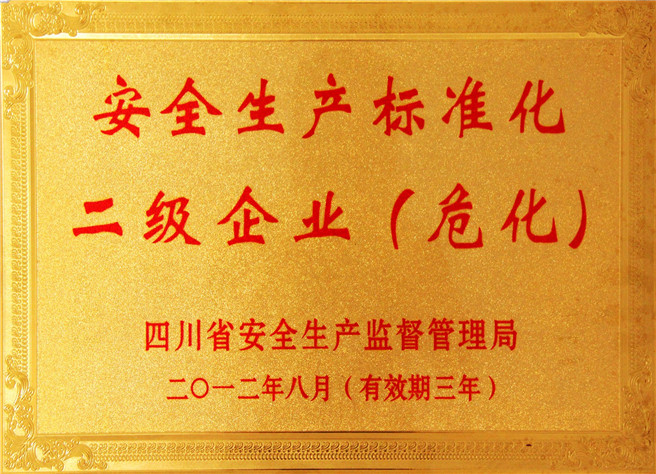 安全生产标准化
二级企业（危化）
四川省安全生产监督管理局
二〇一二年八月（有效期三年）